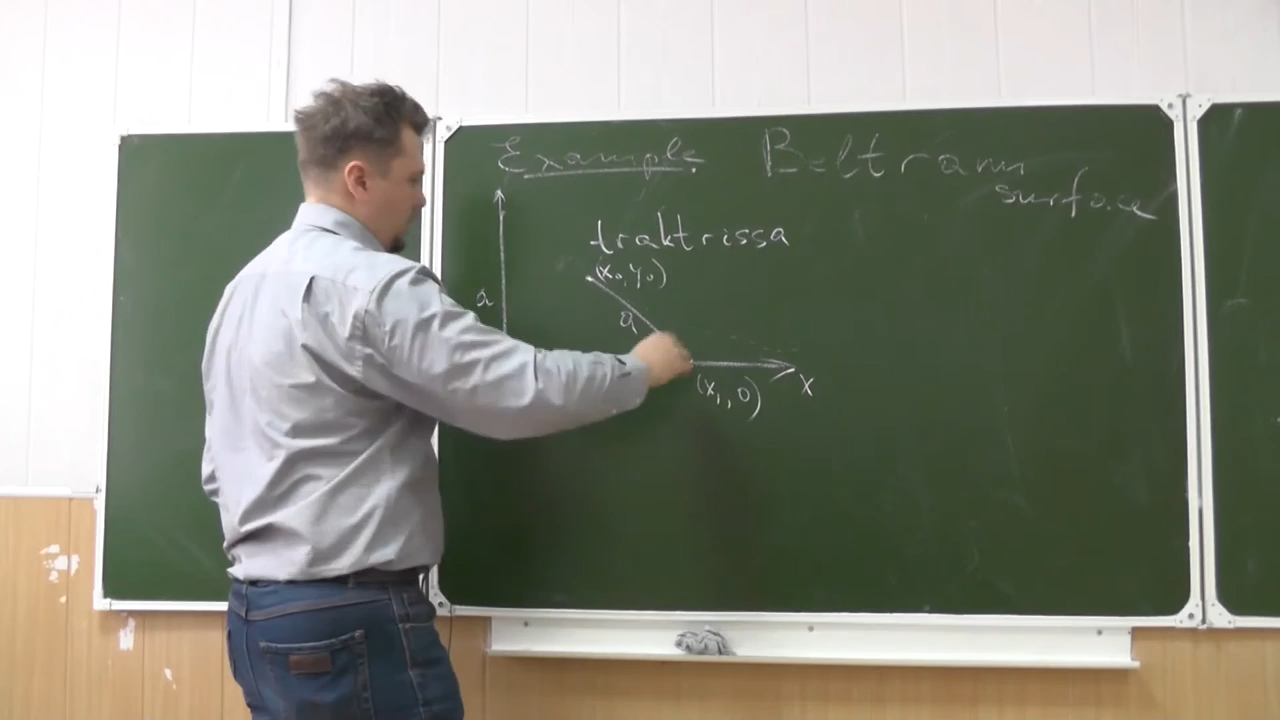 Example Beltrami
surface
traktrissa
(x₀, y₀)
a
a
(x₁, 0)
x